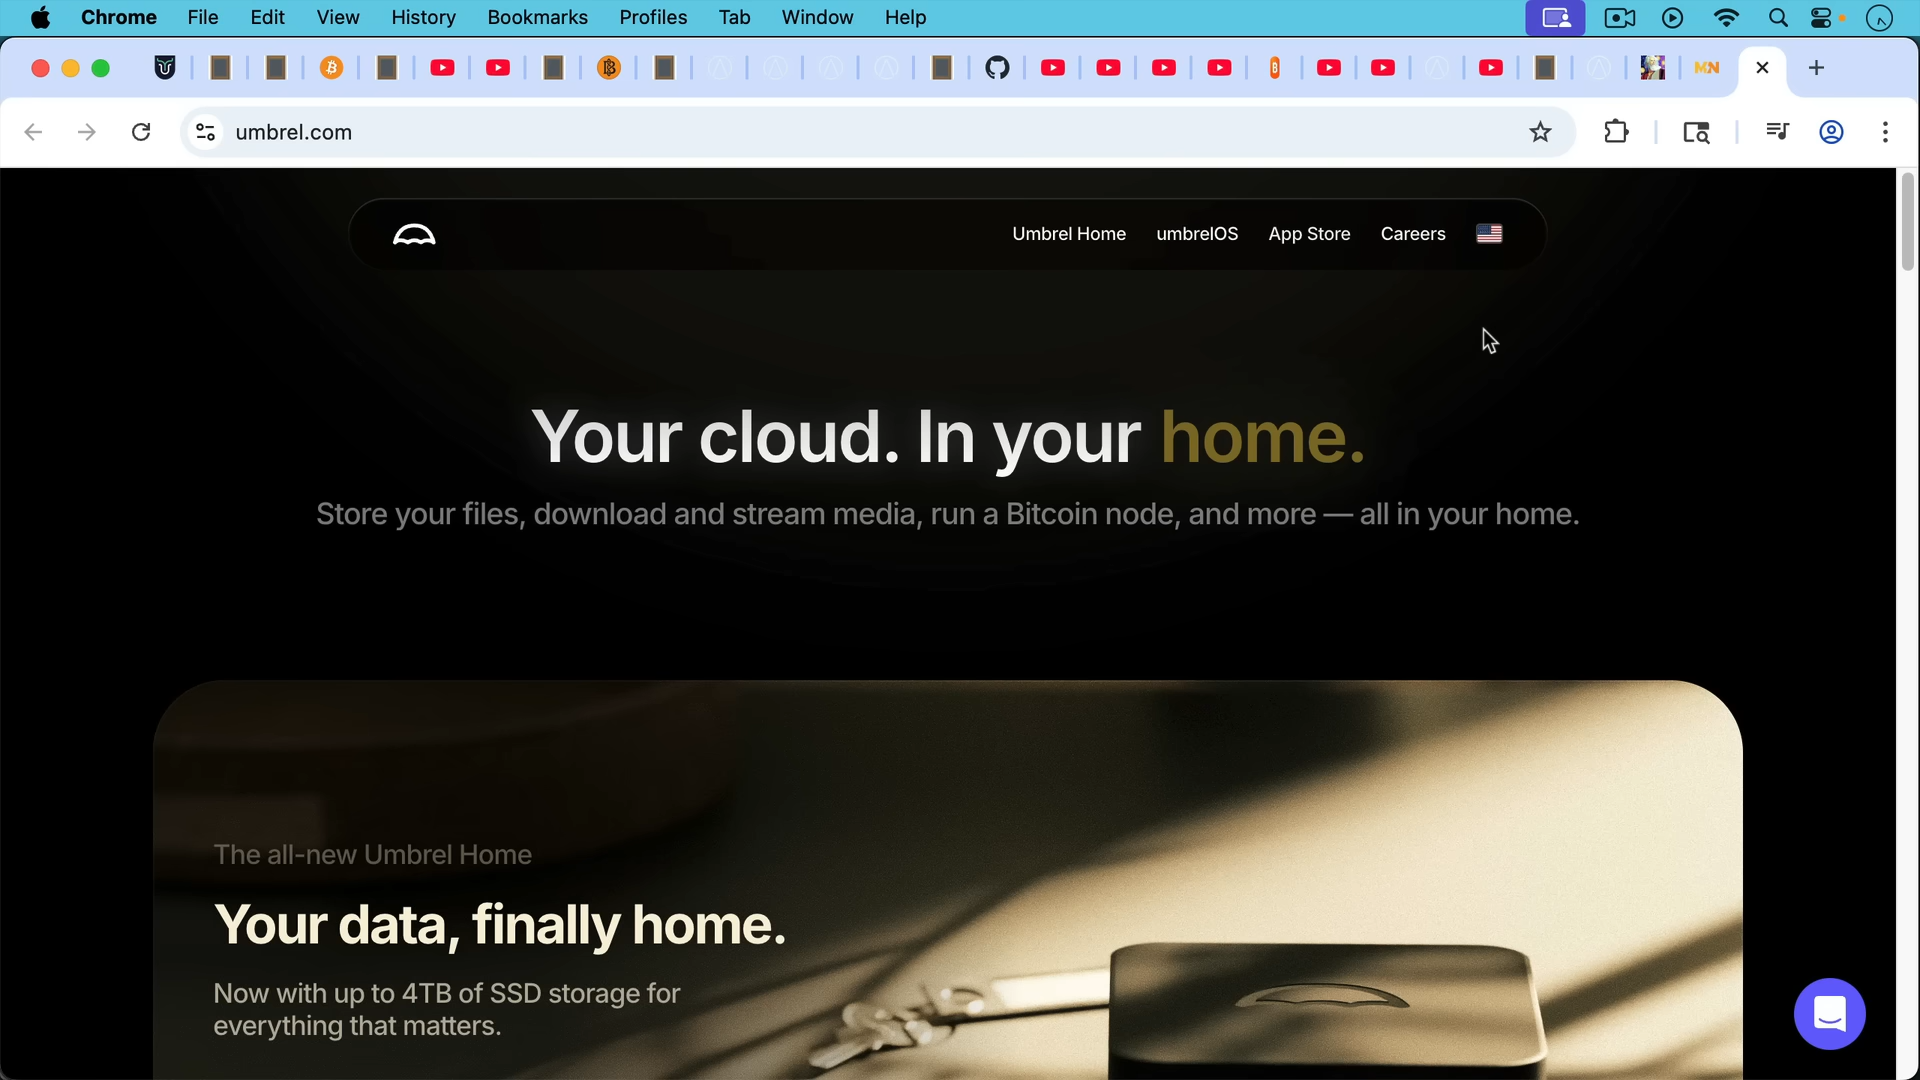 Chrome File Edit View History Bookmarks Profiles Tab Window Help
MN
umbrel.com
Umbrel Home umbrelOS App Store Careers
Your cloud. In your home.
Store your files, download and stream media, run a Bitcoin node, and more — all in your home.
The all-new Umbrel Home
Your data, finally home.
Now with up to 4TB of SSD storage for
everything that matters.